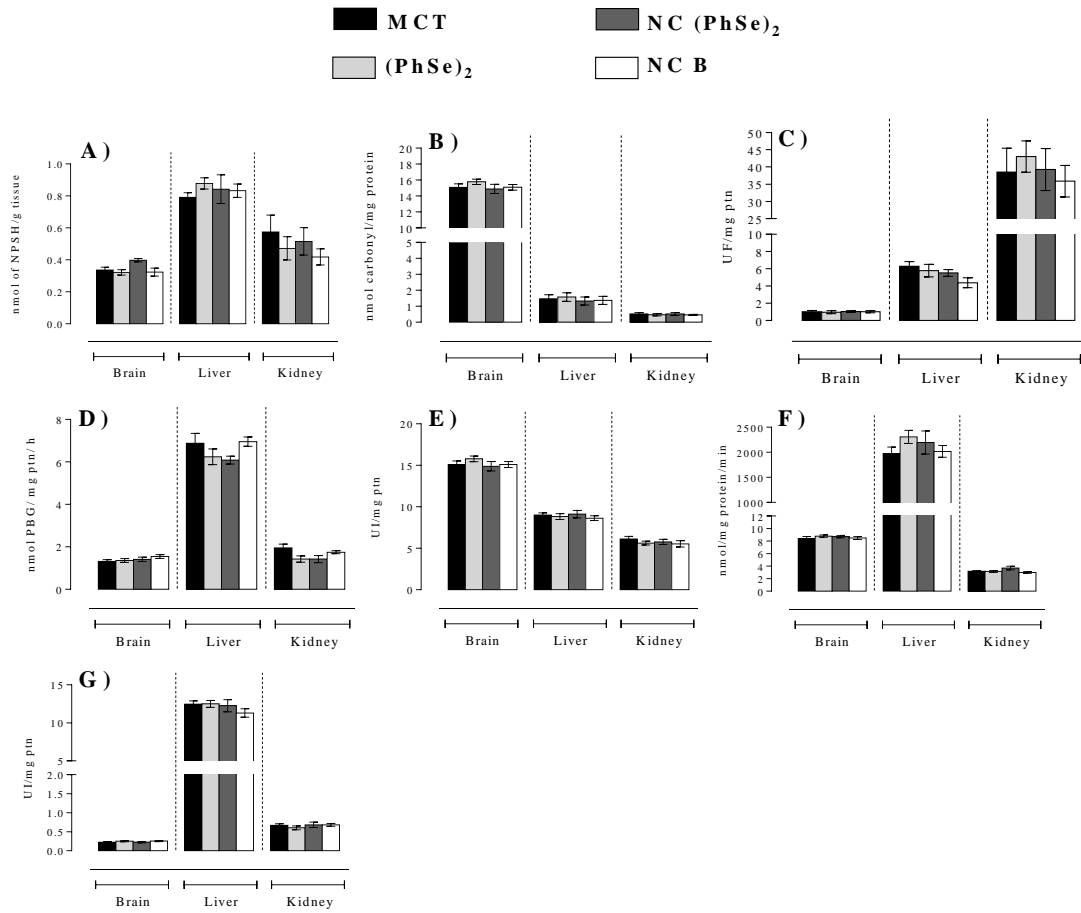 MCT
NC (PhSe)2
(PhSe)2
NC B
A )
nmol of NPSH/g tissue
1.0
0.8
0.6
0.4
0.2
0.0
Brain
Liver
Kidney
B )
nmol carbonyl/mg protein
20
18
16
14
12
10
5
4
3
2
1
0
Brain
Liver
Kidney
C )
UF/mg ptn
50
45
40
35
30
25
10
8
6
4
2
0
Brain
Liver
Kidney
D )
nmol PBG/mg ptn/h
8
6
4
2
0
Brain
Liver
Kidney
E )
UI/mg ptn
20
15
10
5
0
Brain
Liver
Kidney
F )
nmol/mg protein/min
2500
2000
1500
1000
12
10
8
6
4
2
0
Brain
Liver
Kidney
G )
UI/mg ptn
15
10
5
2.0
1.5
1.0
0.5
0.0
Brain
Liver
Kidney